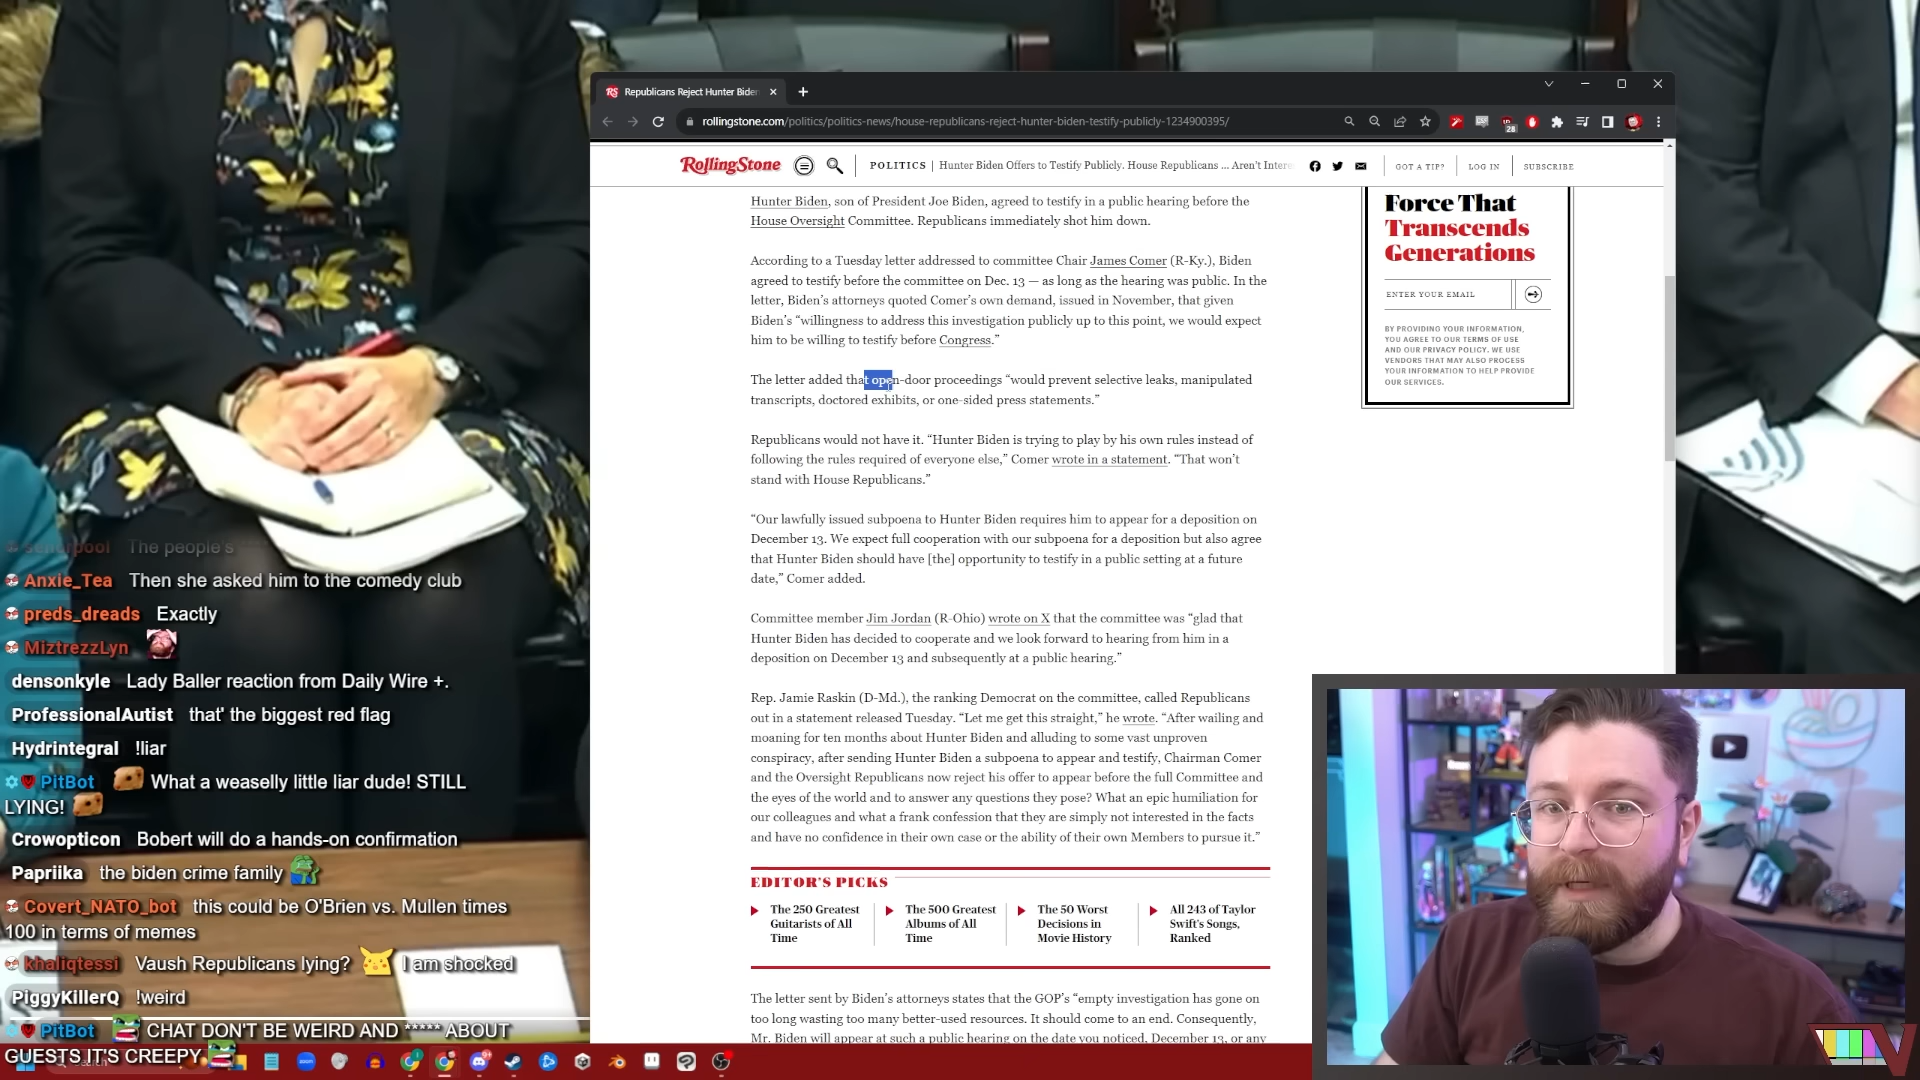 Republicans Reject Hunter Biden
rollingstone.com/politics/politics-news/house-republicans-reject-hunter-biden-testify-publicly-1234900395/
28
RollingStone
POLITICS | Hunter Biden Offers to Testify Publicly. House Republicans ... Aren't Intere
GOT A TIP?
LOG IN
SUBSCRIBE
Hunter Biden, son of President Joe Biden, agreed to testify in a public hearing before the
House Oversight Committee. Republicans immediately shot him down.
According to a Tuesday letter addressed to committee Chair James Comer (R-Ky.), Biden
agreed to testify before the committee on Dec. 13 — as long as the hearing was public. In the
letter, Biden's attorneys quoted Comer's own demand, issued in November, that given
Biden's “willingness to address this investigation publicly up to this point, we would expect
him to be willing to testify before Congress.”
The letter added that open-door proceedings “would prevent selective leaks, manipulated
transcripts, doctored exhibits, or one-sided press statements.”
Republicans would not have it. “Hunter Biden is trying to play by his own rules instead of
following the rules required of everyone else,” Comer wrote in a statement. “That won't
stand with House Republicans.”
“Our lawfully issued subpoena to Hunter Biden requires him to appear for a deposition on
December 13. We expect full cooperation with our subpoena for a deposition but also agree
that Hunter Biden should have [the] opportunity to testify in a public setting at a future
date,” Comer added.
Committee member Jim Jordan (R-Ohio) wrote on X that the committee was “glad that
Hunter Biden has decided to cooperate and we look forward to hearing from him in a
deposition on December 13 and subsequently at a public hearing.”
Rep. Jamie Raskin (D-Md.), the ranking Democrat on the committee, called Republicans
out in a statement released Tuesday. “Let me get this straight,” he wrote. “After wailing and
moaning for ten months about Hunter Biden and alluding to some vast unproven
conspiracy, after sending Hunter Biden a subpoena to appear and testify, Chairman Comer
and the Oversight Republicans now reject his offer to appear before the full Committee and
the eyes of the world and to answer any questions they pose? What an epic humiliation for
our colleagues and what a frank confession that they are simply not interested in the facts
and have no confidence in their own case or the ability of their own Members to pursue it.”
EDITOR'S PICKS
The 250 Greatest
Guitarists of All
Time
The 500 Greatest
Albums of All
Time
The 50 Worst
Decisions in
Movie History
All 243 of Taylor
Swift's Songs,
Ranked
The letter sent by Biden's attorneys states that the GOP's “empty investigation has gone on
too long wasting too many better-used resources. It should come to an end. Consequently,
Mr. Biden will appear at such a public hearing on the date you noticed, December 13, or any
Force That
Transcends
Generations
ENTER YOUR EMAIL
BY PROVIDING YOUR INFORMATION,
YOU AGREE TO OUR TERMS OF USE
AND OUR PRIVACY POLICY. WE USE
VENDORS THAT MAY ALSO PROCESS
YOUR INFORMATION TO HELP PROVIDE
OUR SERVICES.
The people's
Anxie_Tea Then she asked him to the comedy club
preds_dreads Exactly
MiztrezzLyn
densonkyle Lady Baller reaction from Daily Wire +.
ProfessionalAutist that' the biggest red flag
Hydrintegral !liar
PitBot What a weaselly little liar dude! STILL
LYING!
Crowopticon Bobert will do a hands-on confirmation
Papriika the biden crime family
Covert_NATO_bot this could be O'Brien vs. Mullen times
100 in terms of memes
khaliqtessi Vaush Republicans lying? I am shocked
PiggyKillerQ !weird
PitBot CHAT DON'T BE WEIRD AND ***** ABOUT
GUESTS IT'S CREEPY